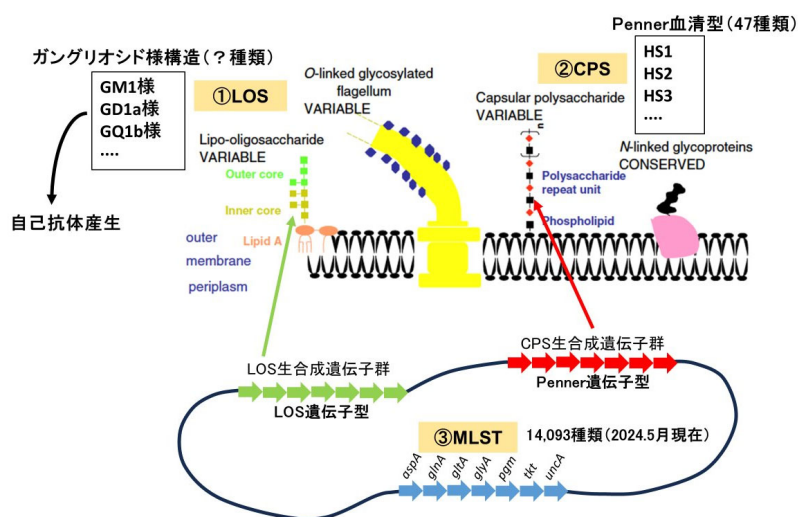 Penner血清型(47種類)
HS1
HS2
HS3
....
ガングリオシド様構造(?種類)
GM1様
GD1a様
GQ1b様
....
自己抗体産生
①LOS
Lipo-oligosaccharide
VARIABLE
Outer core
Inner core
Lipid A
O-linked glycosylated
flagellum
VARIABLE
②CPS
Capsular polysaccharide
VARIABLE
n
Polysaccharide
repeat unit
Phospholipid
N-linked glycoproteins
CONSERVED
outer
membrane
periplasm
LOS生合成遺伝子群
LOS遺伝子型
CPS生合成遺伝子群
Penner遺伝子型
③MLST
14,093種類(2024.5月現在)
aspA
glnA
gltA
glyA
pgm
tkt
uncA